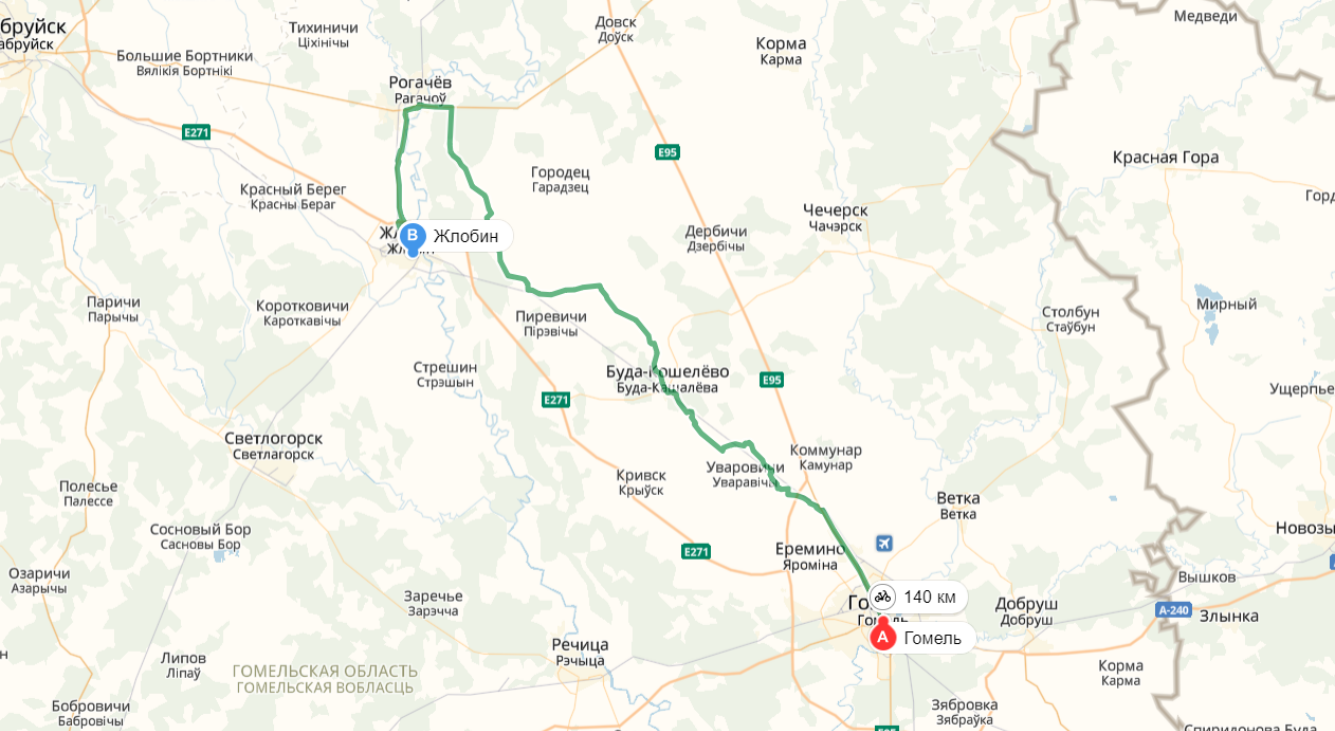 Медведи
Тихиничи
Ціхінічы
Довск
Доўск
бруйск
абруйск
Корма
Карма
Большие Бортники
Вялікія Бортнікі
Рогачёв
Рагачоў
E271
E95
Красная Гора
Городец
Гарадзец
Красный Берег
Красны Бераг
Чечерск
Чачэрск
B
Жлобин
Дербичи
Дзербічы
Паричи
Парычы
Коротковичи
Кароткавічы
Пиревичи
Пірэвічы
Столбун
Стаўбун
Мирный
Стрешин
Стрэшын
Буда-Кошелёво
Буда-Кашалёва
E95
E271
Ущерпье
Светлогорск
Светлагорск
Коммунар
Камунар
Уваровичи
Уваравічы
Кривск
Крыўск
Полесье
Палессе
Ветка
Ветка
Сосновый Бор
Сасновы Бор
Новозы
E271
Еремино
Яроміна
Озаричи
Азарычы
Вышков
Заречье
Зарэчча
140 км
Добруш
Добруш
A-240
Злынка
A
Гомель
Речица
Рэчыца
Липов
Ліпаў
ГОМЕЛЬСКАЯ ОБЛАСТЬ
ГОМЕЛЬСКАЯ ВОБЛАСЦЬ
Корма
Карма
Бобровичи
Бабровічы
Зябровка
Зябраўка
Спиридонова Буда